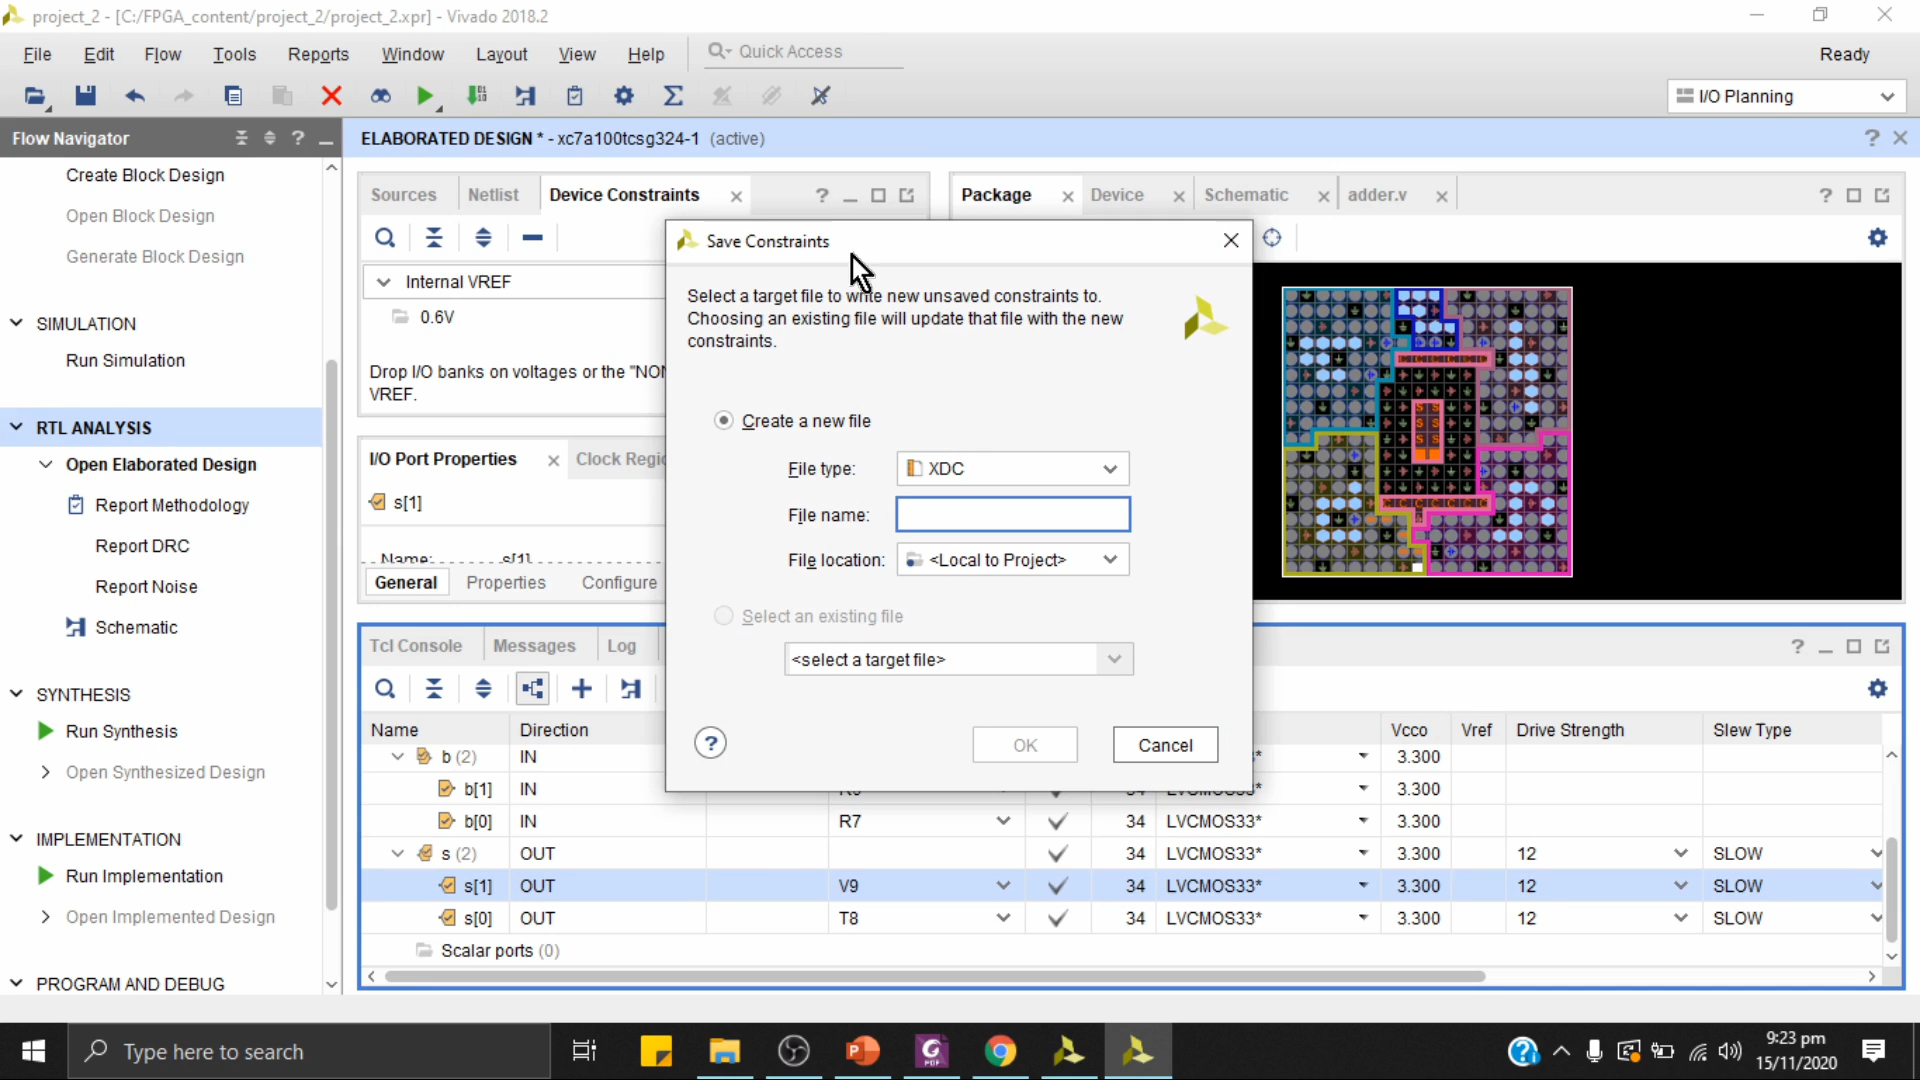 project_2 - [C:/FPGA_content/project_2/project_2.xpr] - Vivado 2018.2
File Edit Flow Tools Reports Window Layout View Help Quick Access Ready
I/O Planning
Flow Navigator
ELABORATED DESIGN * - xc7a100tcsg324-1 (active)
Create Block Design
Open Block Design
Generate Block Design
SIMULATION
Run Simulation
RTL ANALYSIS
Open Elaborated Design
Report Methodology
Report DRC
Report Noise
Schematic
SYNTHESIS
Run Synthesis
Open Synthesized Design
IMPLEMENTATION
Run Implementation
Open Implemented Design
PROGRAM AND DEBUG
Sources Netlist Device Constraints
Package Device Schematic adder.v
Internal VREF
0.6V
Drop I/O banks on voltages or the
VREF.
I/O Port Properties Clock
s[1]
Name: s[1]
General Properties Configure
Save Constraints
Select a target file to write new unsaved constraints to.
Choosing an existing file will update that file with the new
constraints.
Create a new file
File type: XDC
File name:
File location: <Local to Project>
Select an existing file
<select a target file>
OK Cancel
Tcl Console Messages Log
Name Direction Vcco Vref Drive Strength Slew Type
b (2) IN 3.300
b[1] IN 34 LVCMOS33* 3.300
b[0] IN R7 34 LVCMOS33* 3.300
s (2) OUT 34 LVCMOS33* 3.300 12 SLOW
s[1] OUT V9 34 LVCMOS33* 3.300 12 SLOW
s[0] OUT T8 34 LVCMOS33* 3.300 12 SLOW
Scalar ports (0)
Type here to search
9:23 pm
15/11/2020